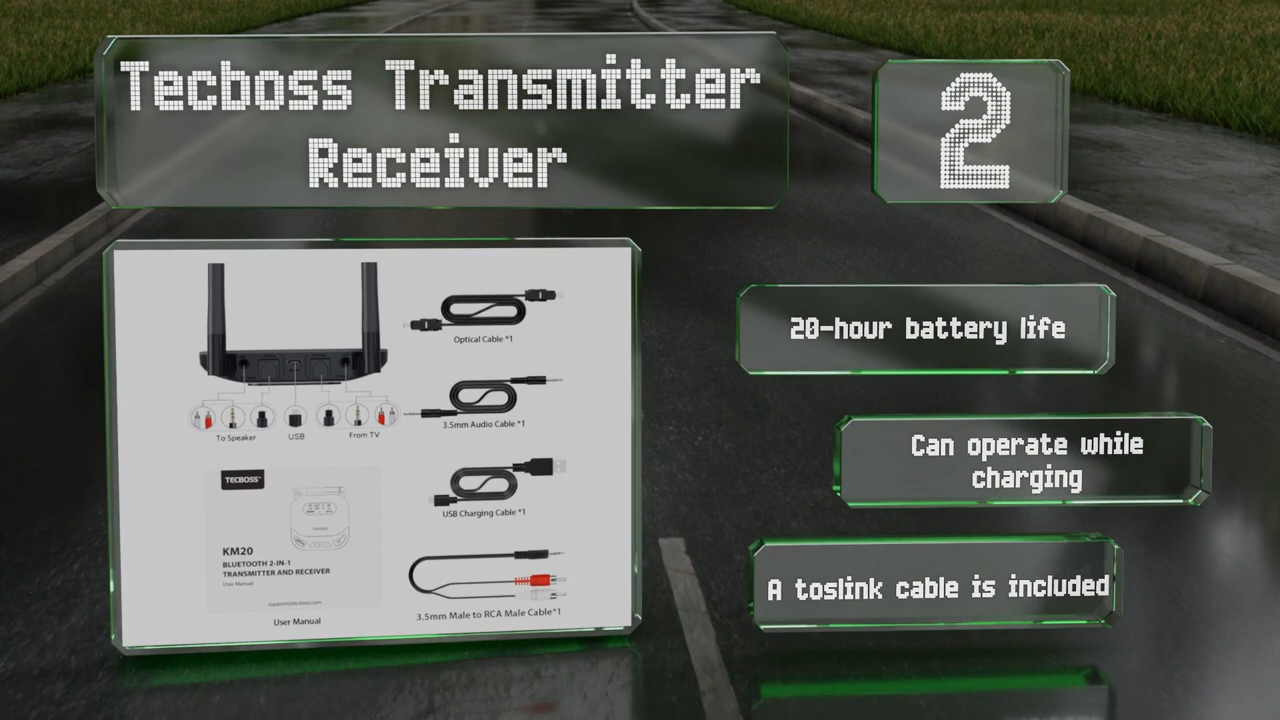 Tecboss Transmitter
Receiver
2
20-hour battery life
Can operate while
charging
A toslink cable is included
Optical Cable *1
3.5mm Audio Cable *1
To Speaker
USB
From TV
TECBOSS
USB Charging Cable *1
KM20
BLUETOOTH 2-IN-1
TRANSMITTER AND RECEIVER
User Manual
support@tecboss.com
User Manual
3.5mm Male to RCA Male Cable*1